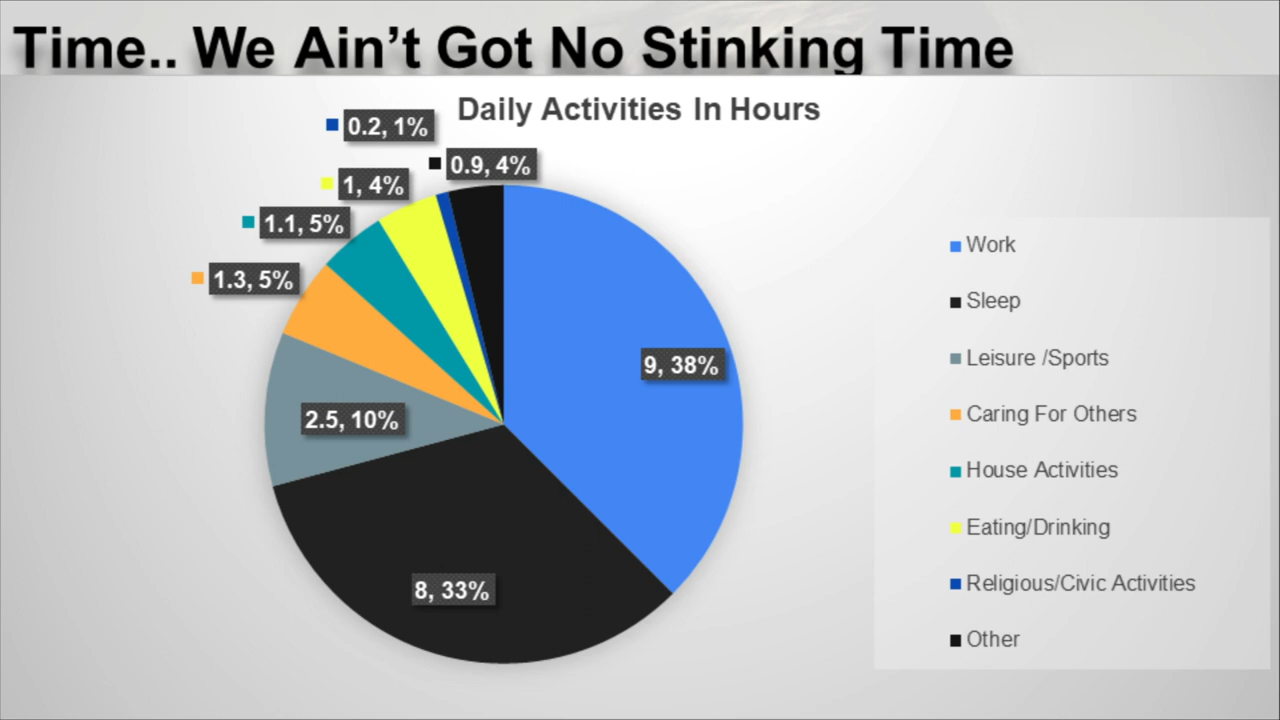 Time.. We Ain’t Got No Stinking Time
Daily Activities In Hours
0.2, 1%
0.9, 4%
1, 4%
1.1, 5%
1.3, 5%
9, 38%
2.5, 10%
8, 33%
Work
Sleep
Leisure /Sports
Caring For Others
House Activities
Eating/Drinking
Religious/Civic Activities
Other